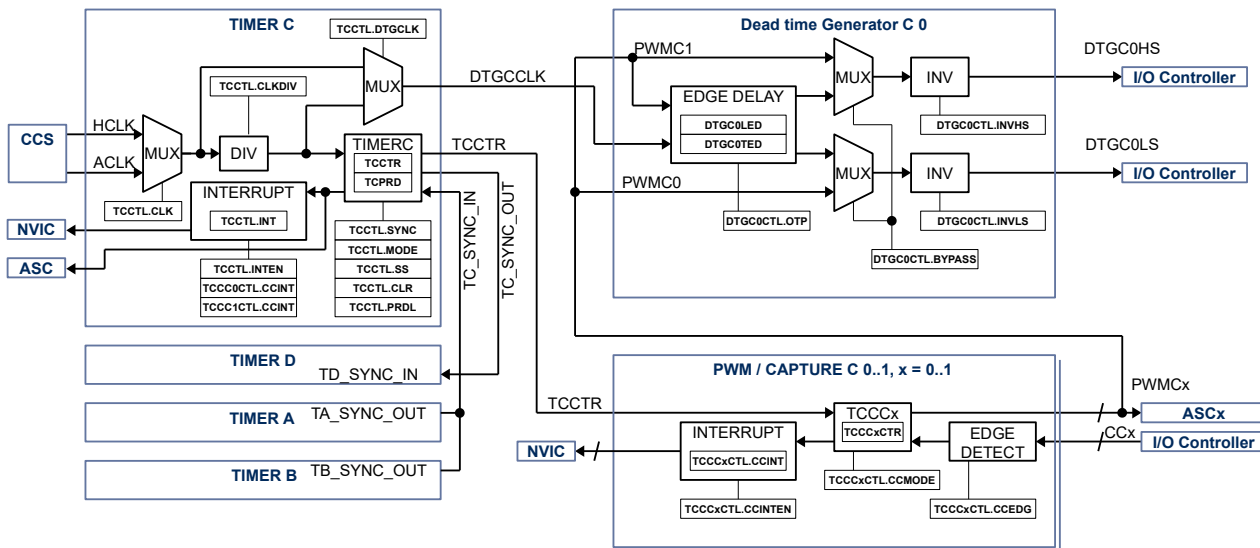 TIMER C
TCCTL.DTGCLK
MUX
TCCTL.CLKDIV
CCS
HCLK
ACLK
MUX
DIV
TIMERC
TCCTR
TCPRD
INTERRUPT
TCCTL.INT
TCCTL.CLK
NVIC
ASC
TCCTL.INTEN
TCCC0CTL.CCINT
TCCC1CTL.CCINT
TCCTL.SYNC
TCCTL.MODE
TCCTL.SS
TCCTL.CLR
TCCTL.PRDL
DTGCCLK
TCCTR
TC_SYNC_IN
TC_SYNC_OUT
TIMER D
TD_SYNC_IN
TIMER A
TA_SYNC_OUT
TIMER B
TB_SYNC_OUT
Dead time Generator C 0
PWMC1
MUX
INV
DTGC0HS
I/O Controller
EDGE DELAY
DTGC0LED
DTGC0TED
DTGC0CTL.INVHS
PWMC0
MUX
INV
DTGC0LS
I/O Controller
DTGC0CTL.OTP
DTGC0CTL.INVLS
DTGC0CTL.BYPASS
PWM / CAPTURE C 0..1, x = 0..1
TCCTR
TCCCx
TCCCxCTR
PWMCx
ASCx
INTERRUPT
TCCCxCTL.CCINT
EDGE
DETECT
CCx
I/O Controller
NVIC
TCCCxCTL.CCMODE
TCCCxCTL.CCINTEN
TCCCxCTL.CCEDG